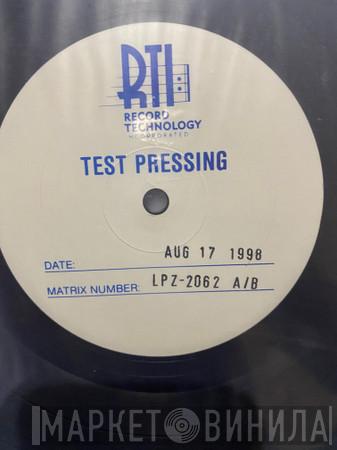 RTI
RECORD
TECHNOLOGY
INCORPORATED
TEST PRESSING
DATE: AUG 17 1998
MATRIX NUMBER: LPZ-2062 A/B
МАРКЕТ ВИНИЛА